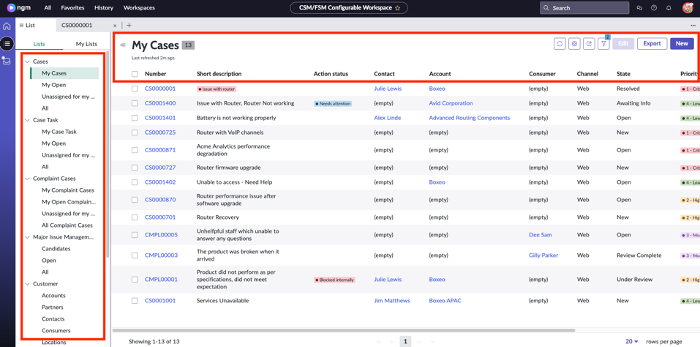 ngm All Favorites History Workspaces CSM/FSM Configurable Workspace Search
List CS0000001
Lists My Lists
Cases
My Cases
My Open
Unassigned for my ...
All
Case Task
My Case Task
My Open
Unassigned for my ...
All
Complaint Cases
My Complaint Cases
My Open Complain...
Unassigned for my ...
All Complaint Cases
Major Issue Managem...
Candidates
Open
All
Customer
Accounts
Partners
Contacts
Consumers
Locations
My Cases 13
Last refreshed 2m ago.
2
Edit Export New
Number Short description Action status Contact Account Consumer Channel State Priorit
CS0000001 Issue with router Julie Lewis Boxeo (empty) Web Resolved 1 - Crit
CS0001400 Issue with Router, Router Not working Needs attention (empty) Avid Corporation (empty) Web Awaiting Info 4 - Low
CS0001401 Battery is not working properly Alex Linde Advanced Routing Components (empty) Web Open 4 - Low
CS0000725 Router with VoIP channels (empty) (empty) (empty) Web New 1 - Crit
CS0000871 Acme Analytics performance degradation (empty) (empty) (empty) Web Open 1 - Crit
CS0000727 Router firmware upgrade (empty) (empty) (empty) Web New 1 - Crit
CS0001402 Unable to access - Need Help (empty) Boxeo (empty) Web Open 4 - Low
CS0000870 Router performance issue after software upgrade (empty) (empty) (empty) Web Open 2 - Hig
CS0000701 Router Recovery (empty) (empty) (empty) Web New 2 - Hig
CMPL00005 Unhelpful staff which unable to answer any questions (empty) (empty) Dee Sam Web Open 3 - Mo
CMPL00003 The product was broken when it arrived (empty) (empty) Gilly Parker Web Review Complete 3 - Mo
CMPL00001 Product did not perform as per specifications, did not meet expectation Blocked internally Julie Lewis Boxeo (empty) Web Under Review 2 - Hig
CS0001001 Services Unavailable Jim Matthews Boxeo APAC (empty) Web New 4 - Low
Showing 1-13 of 13 1 20 rows per page